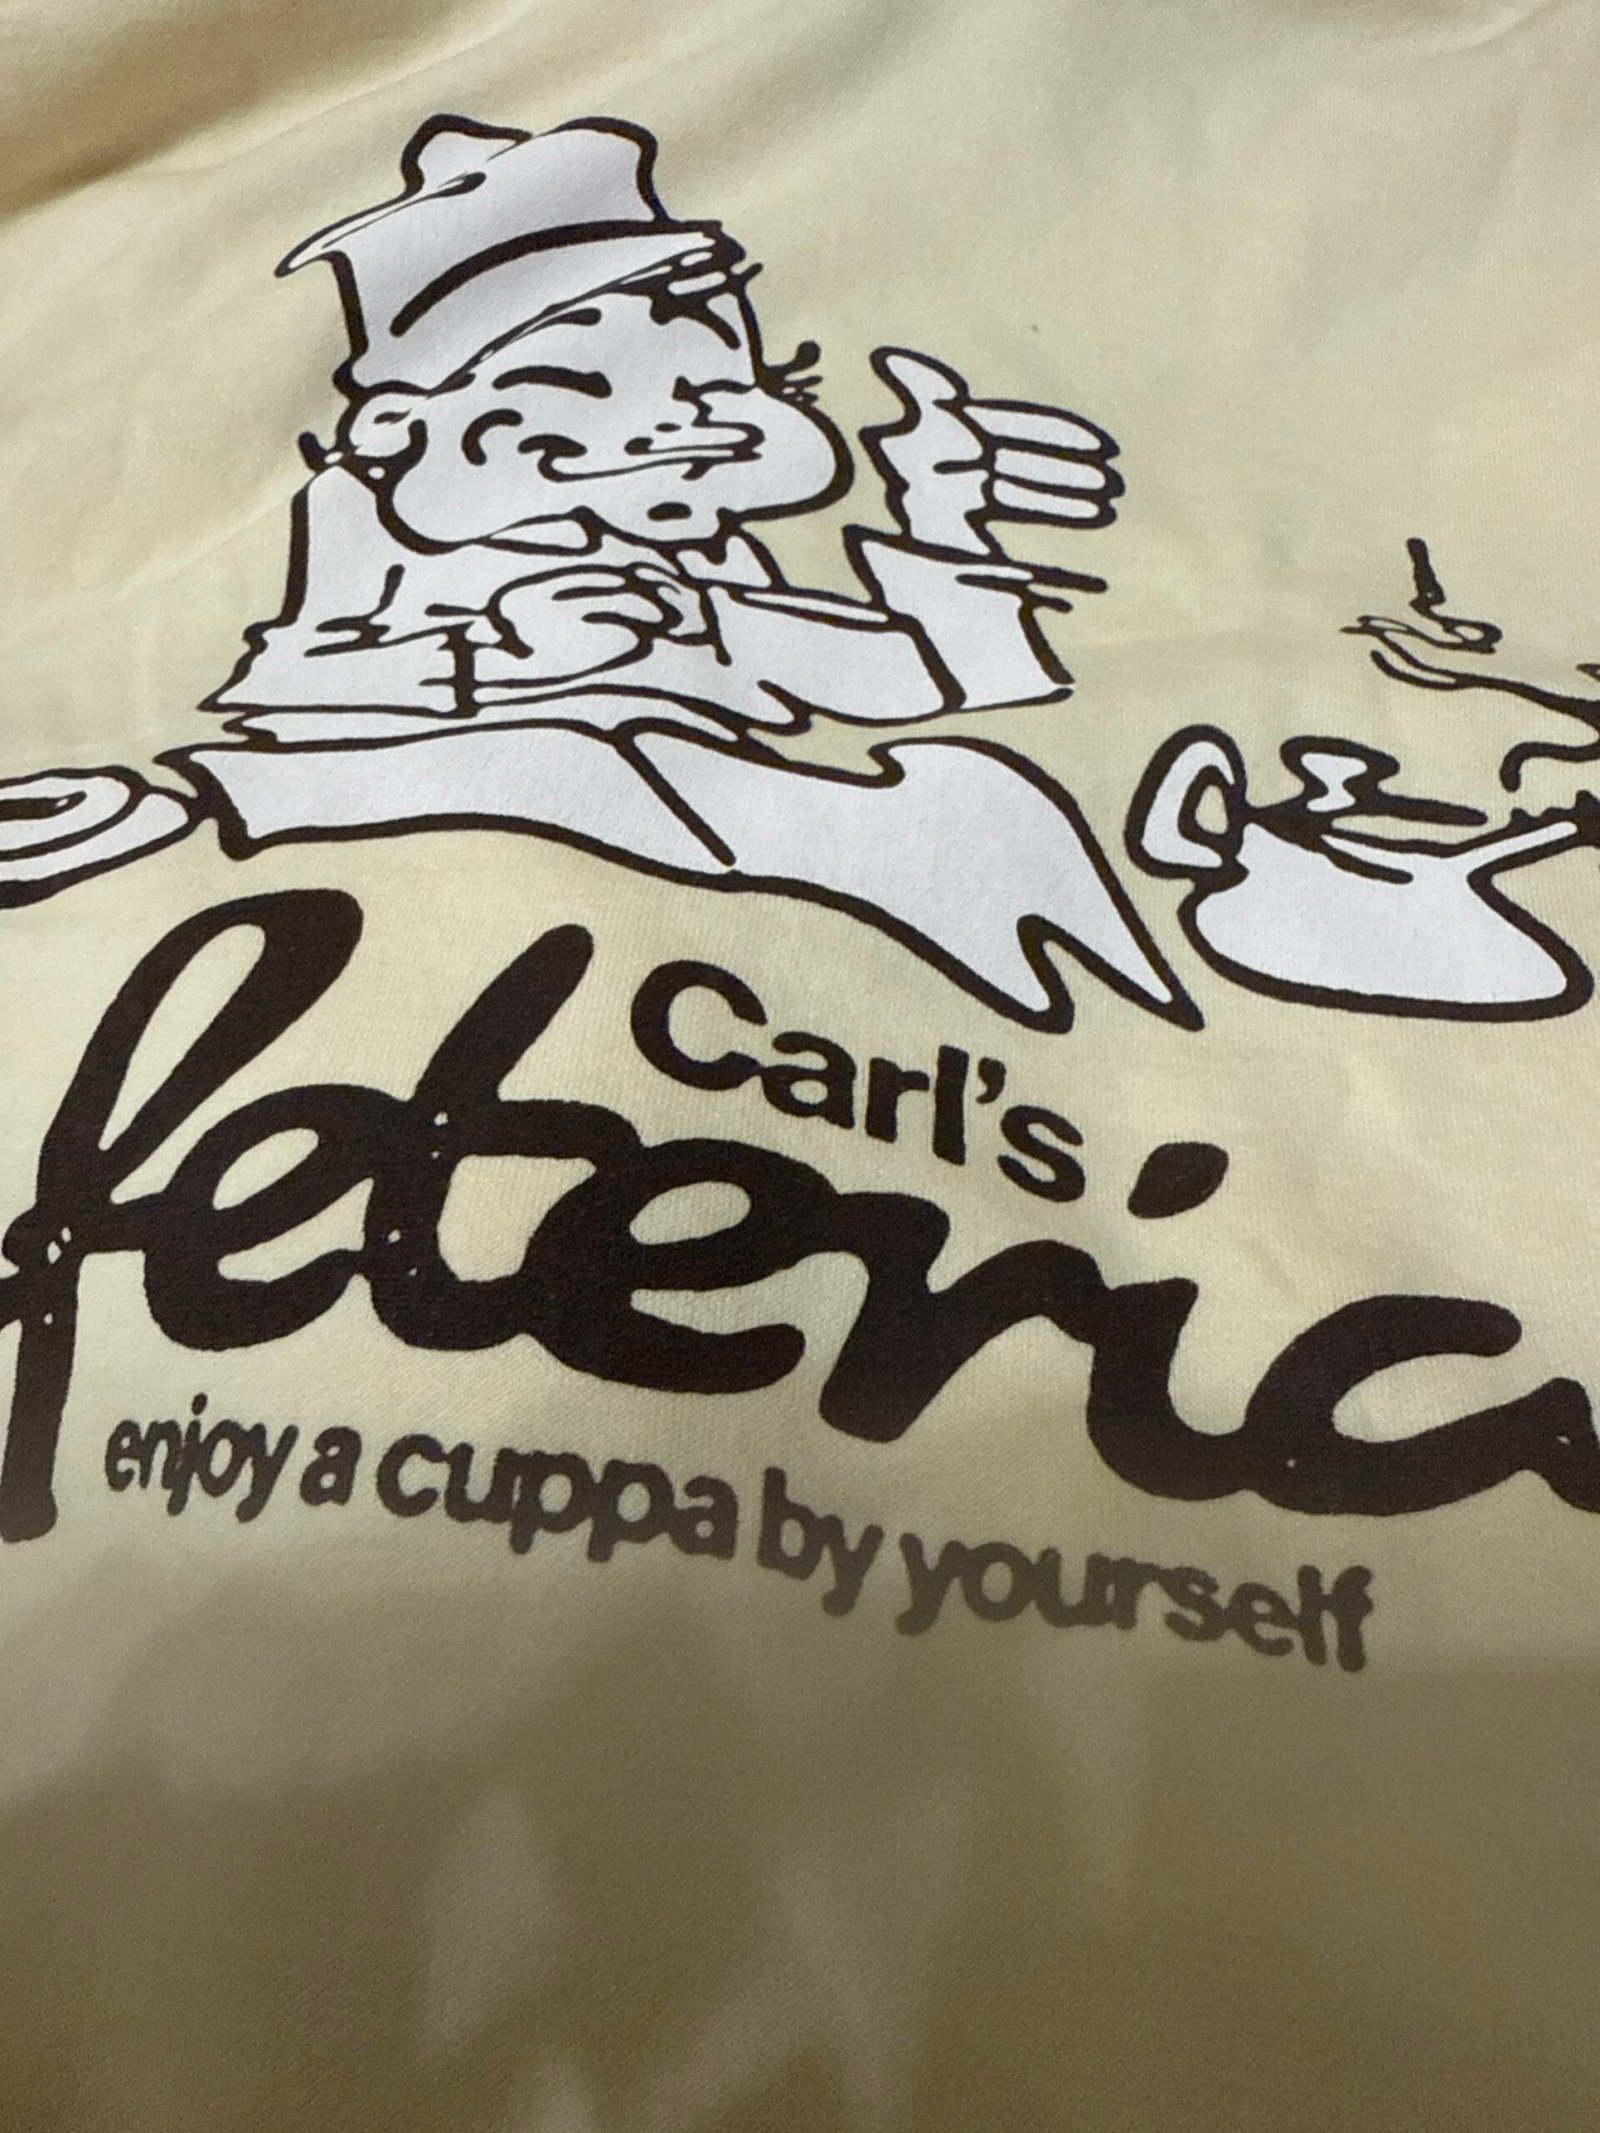 Carl's
feteria
enjoy a cuppa by yourself